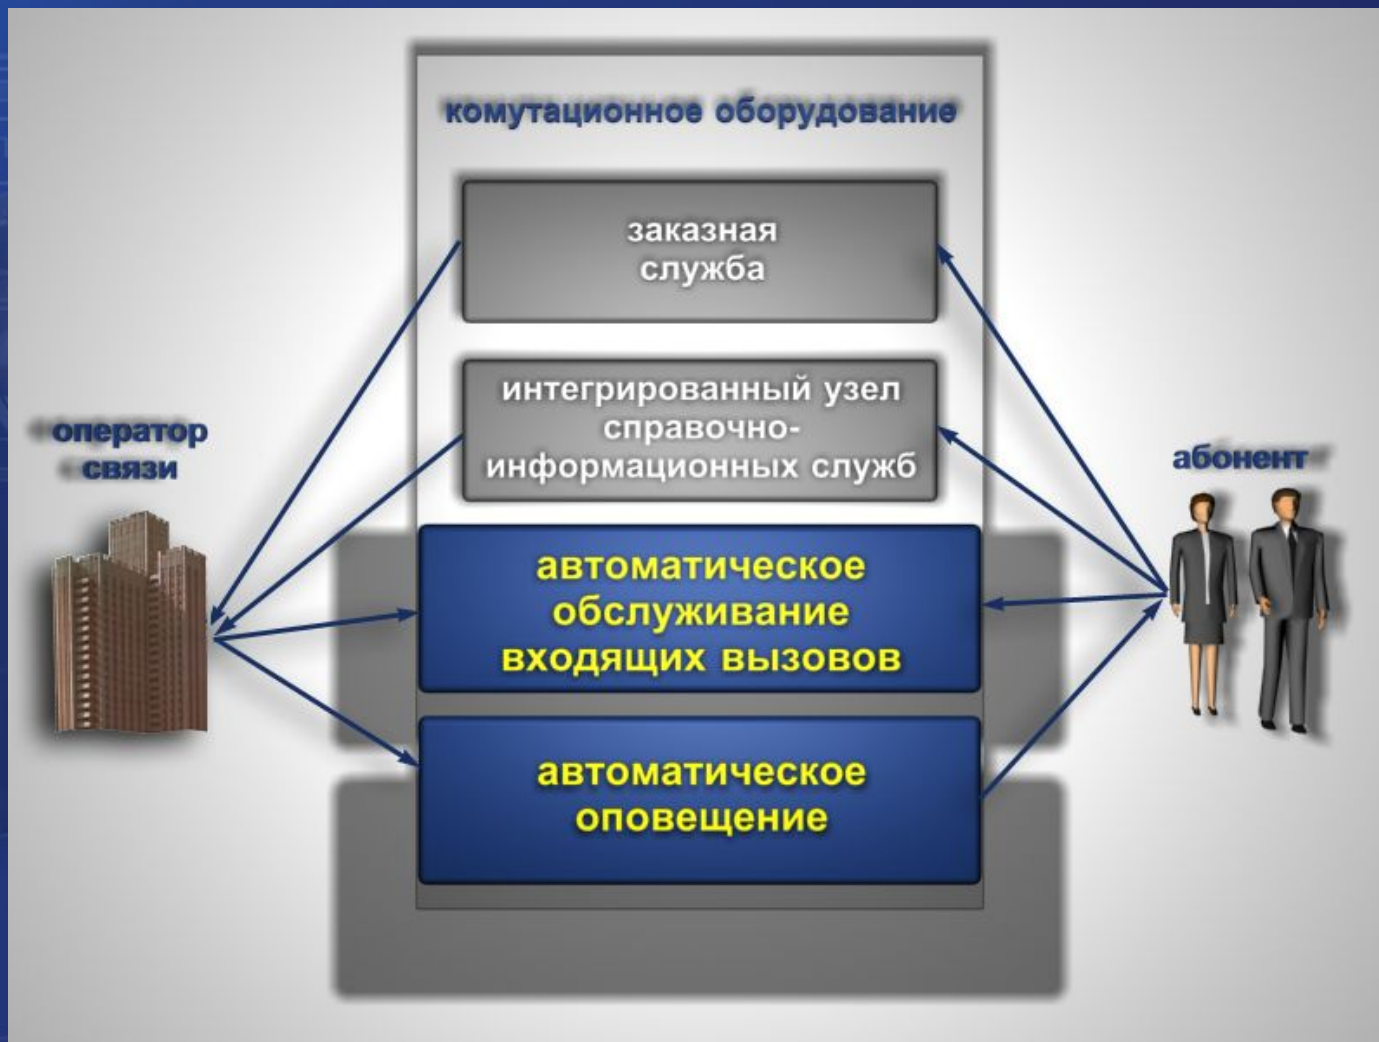 комутационное оборудование
заказная
служба
интегрированный узел
справочно-
информационных служб
оператор
связи
абонент
автоматическое
обслуживание
входящих вызовов
автоматическое
оповещение